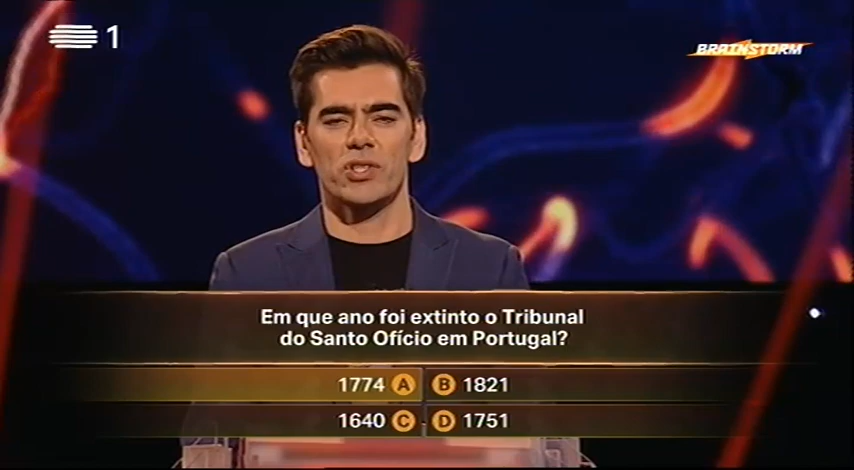 1
BRAINSTORM
Em que ano foi extinto o Tribunal
do Santo Ofício em Portugal?
1774 A B 1821
1640 C D 1751